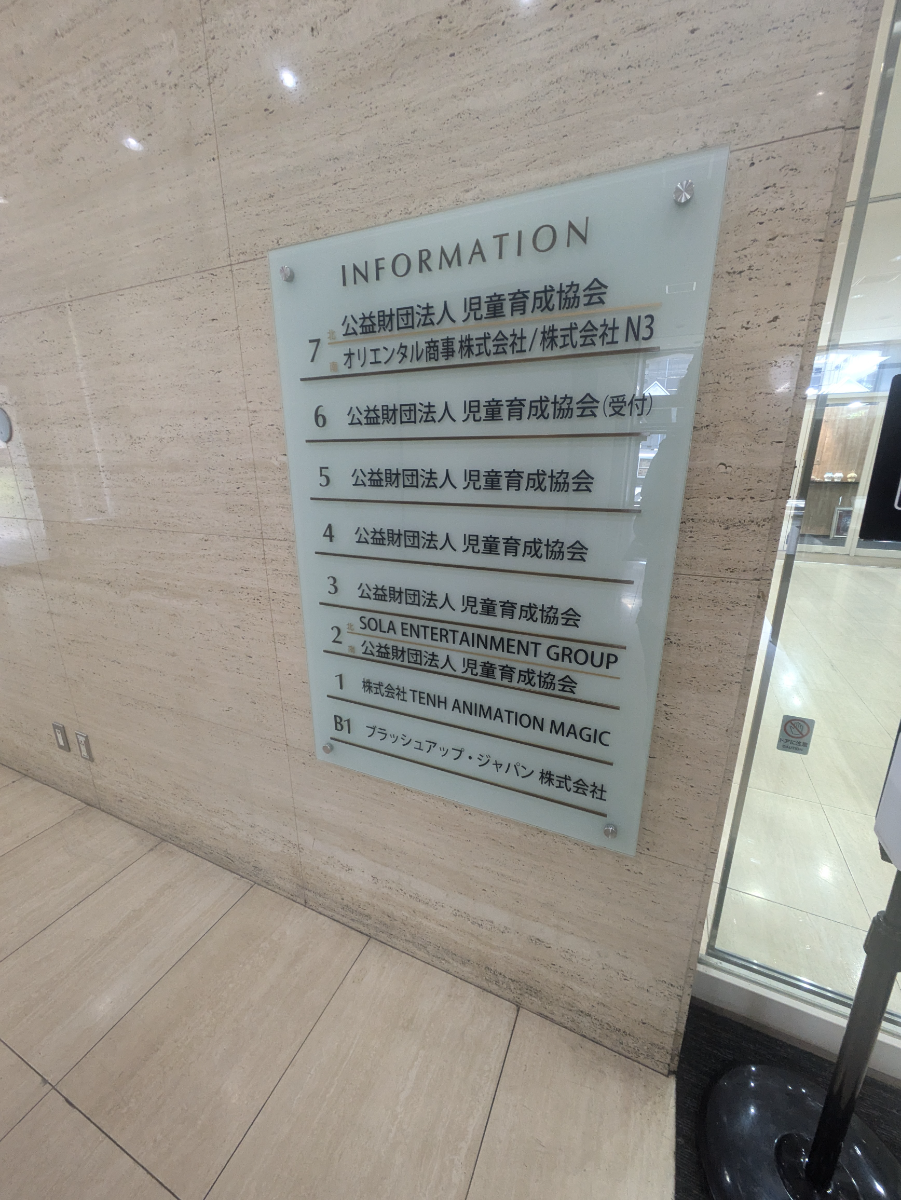 INFORMATION
7 北 公益財団法人 児童育成協会
南 オリエンタル商事株式会社/株式会社 N3
6 公益財団法人 児童育成協会(受付)
5 公益財団法人 児童育成協会
4 公益財団法人 児童育成協会
3 公益財団法人 児童育成協会
2 北 SOLA ENTERTAINMENT GROUP
南 公益財団法人 児童育成協会
1 株式会社 TENH ANIMATION MAGIC
B1 ブラッシュアップ・ジャパン 株式会社